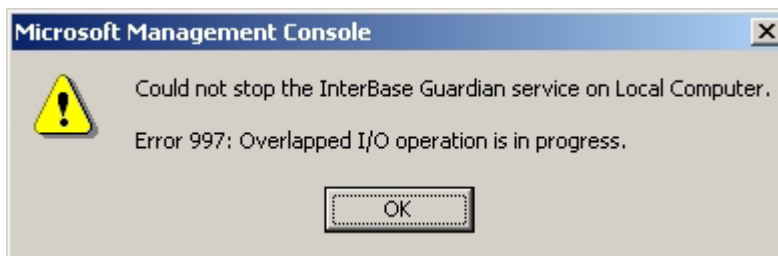 Microsoft Management Console
Could not stop the InterBase Guardian service on Local Computer.
Error 997: Overlapped I/O operation is in progress.
OK